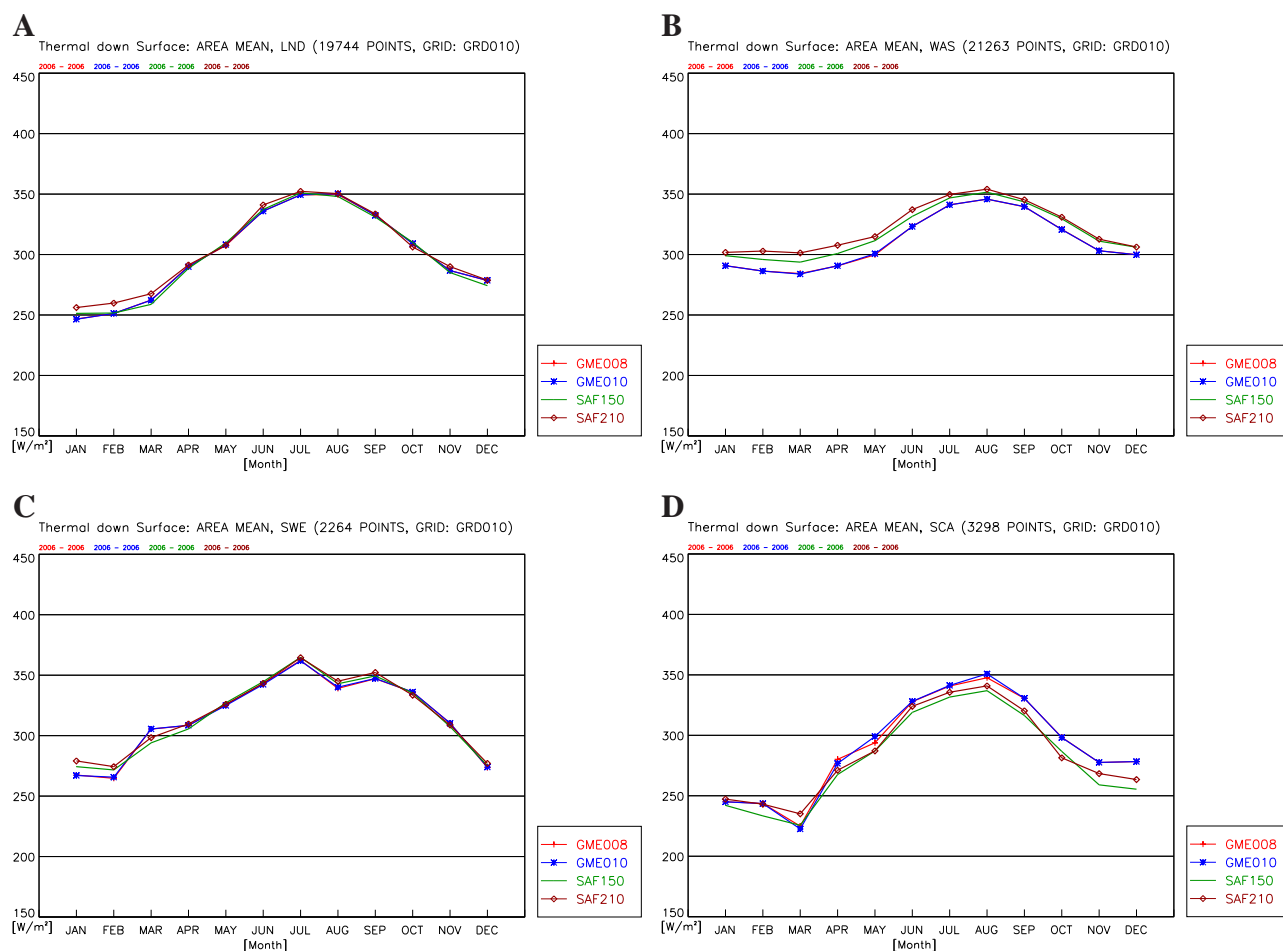 A
Thermal down Surface: AREA MEAN, LND (19744 POINTS, GRID: GRD010)
2006 – 2006 2006 – 2006 2006 – 2006 2006 – 2006
450
400
350
300
250
200
150
[W/m²]
JAN FEB MAR APR MAY JUN JUL AUG SEP OCT NOV DEC
[Month]
GME008
GME010
SAF150
SAF210
B
Thermal down Surface: AREA MEAN, WAS (21263 POINTS, GRID: GRD010)
2006 – 2006 2006 – 2006 2006 – 2006 2006 – 2006
450
400
350
300
250
200
150
[W/m²]
JAN FEB MAR APR MAY JUN JUL AUG SEP OCT NOV DEC
[Month]
GME008
GME010
SAF150
SAF210
C
Thermal down Surface: AREA MEAN, SWE (2264 POINTS, GRID: GRD010)
2006 – 2006 2006 – 2006 2006 – 2006 2006 – 2006
450
400
350
300
250
200
150
[W/m²]
JAN FEB MAR APR MAY JUN JUL AUG SEP OCT NOV DEC
[Month]
GME008
GME010
SAF150
SAF210
D
Thermal down Surface: AREA MEAN, SCA (3298 POINTS, GRID: GRD010)
2006 – 2006 2006 – 2006 2006 – 2006 2006 – 2006
450
400
350
300
250
200
150
[W/m²]
JAN FEB MAR APR MAY JUN JUL AUG SEP OCT NOV DEC
[Month]
GME008
GME010
SAF150
SAF210